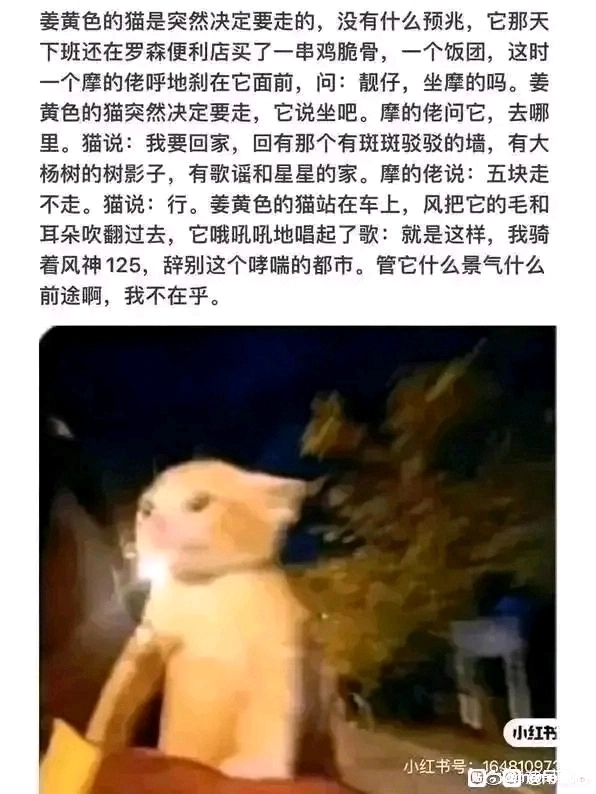 姜黄色的猫是突然决定要走的，没有什么预兆，它那天
下班还在罗森便利店买了一串鸡脆骨，一个饭团，这时
一个摩的佬呼地刹在它面前，问：靓仔，坐摩的吗。姜
黄色的猫突然决定要走，它说坐吧。摩的佬问它，去哪
里。猫说：我要回家，回有那个有斑斑驳驳的墙，有大
杨树的树影子，有歌谣和星星的家。摩的佬说：五块走
不走。猫说：行。姜黄色的猫站在车上，风把它的毛和
耳朵吹翻过去，它哦吼吼地唱起了歌：就是这样，我骑
着风神125，辞别这个哮喘的都市。管它什么景气什么
前途啊，我不在乎。
小红书
小红书号：164810973